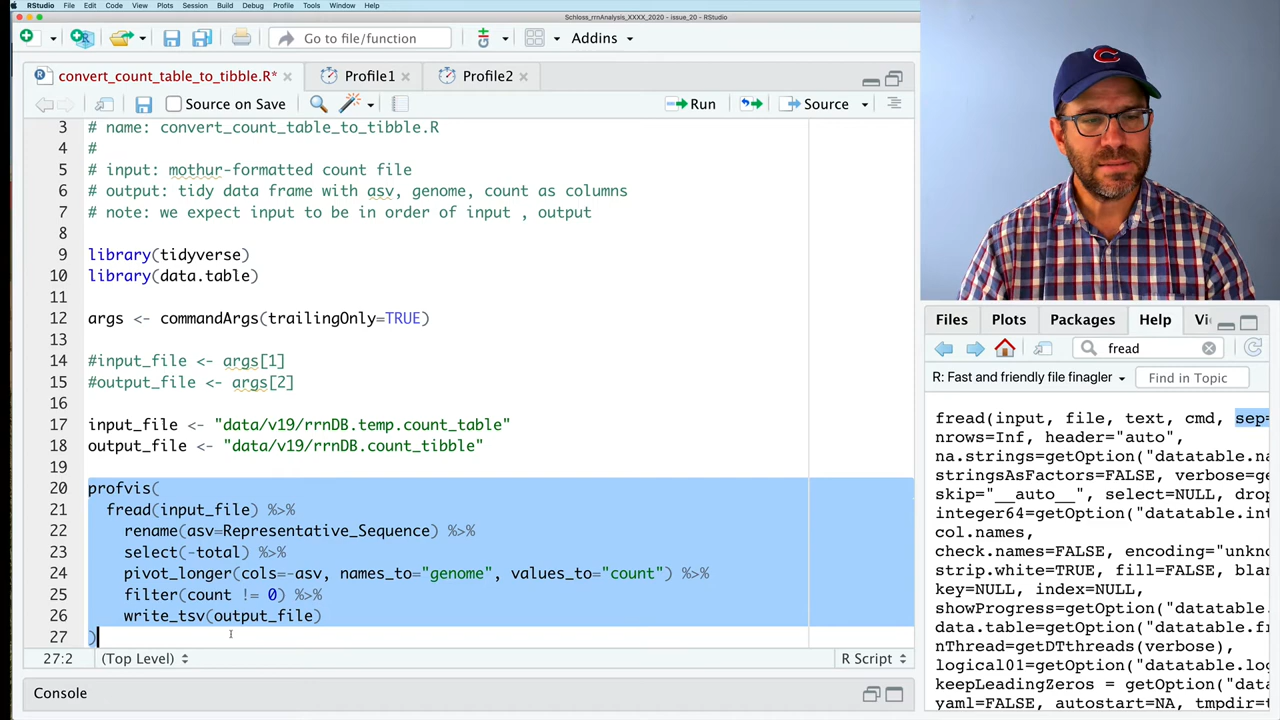 RStudio File Edit Code View Plots Session Build Debug Profile Tools Window Help
Schloss_rrnAnalysis_XXXX_2020 - issue_20 - RStudio
Go to file/function Addins
convert_count_table_to_tibble.R* Profile1 Profile2
Source on Save Run Source
3 # name: convert_count_table_to_tibble.R
4 #
5 # input: mothur-formatted count file
6 # output: tidy data frame with asv, genome, count as columns
7 # note: we expect input to be in order of input , output
8
9 library(tidyverse)
10 library(data.table)
11
12 args <- commandArgs(trailingOnly=TRUE)
13
14 #input_file <- args[1]
15 #output_file <- args[2]
16
17 input_file <- "data/v19/rrnDB.temp.count_table"
18 output_file <- "data/v19/rrnDB.count_tibble"
19
20 profvis(
21 fread(input_file) %>%
22 rename(asv=Representative_Sequence) %>%
23 select(-total) %>%
24 pivot_longer(cols=-asv, names_to="genome", values_to="count") %>%
25 filter(count != 0) %>%
26 write_tsv(output_file)
27 )
27:2 (Top Level) R Script
Console
C
Files Plots Packages Help Vi
fread
R: Fast and friendly file finagler Find in Topic
fread(input, file, text, cmd, sep=
nrows=Inf, header="auto",
na.strings=getOption("datatable.na
stringsAsFactors=FALSE, verbose=ge
skip="__auto__", select=NULL, drop
integer64=getOption("datatable.int
col.names,
check.names=FALSE, encoding="unkno
strip.white=TRUE, fill=FALSE, blan
key=NULL, index=NULL,
showProgress=getOption("datatable.
data.table=getOption("datatable.fr
nThread=getDTthreads(verbose),
logical01=getOption("datatable.log
keepLeadingZeros = getOption("data
yaml=FALSE, autostart=NA, tmpdir=t